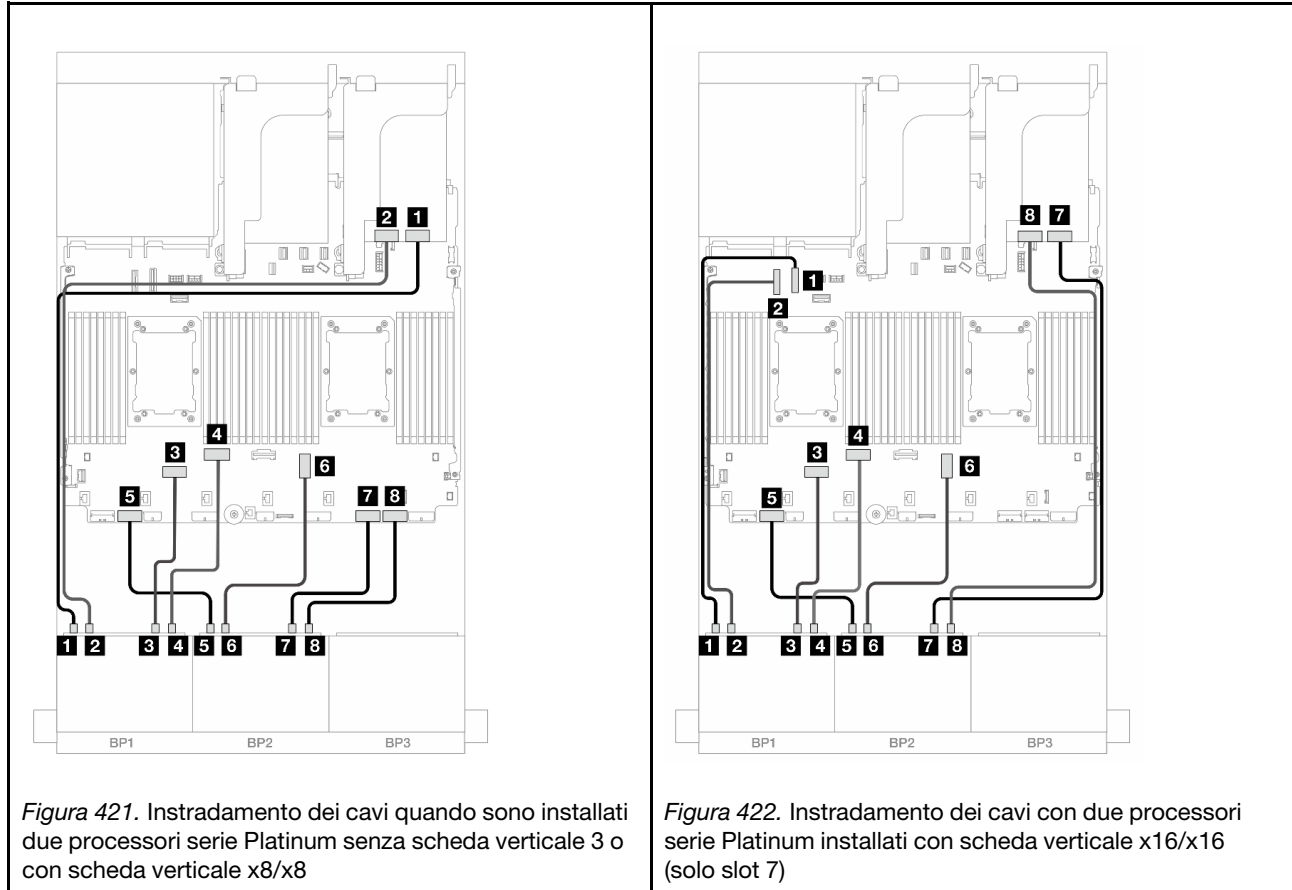 2 1
3 4 6
5 7 8
1 2 3 4 5 6 7 8
BP1 BP2 BP3
Figura 421. Instradamento dei cavi quando sono installati
due processori serie Platinum senza scheda verticale 3 o
con scheda verticale x8/x8
8 7
1
2
3 4 6
5
1 2 3 4 5 6 7 8
BP1 BP2 BP3
Figura 422. Instradamento dei cavi con due processori
serie Platinum installati con scheda verticale x16/x16
(solo slot 7)